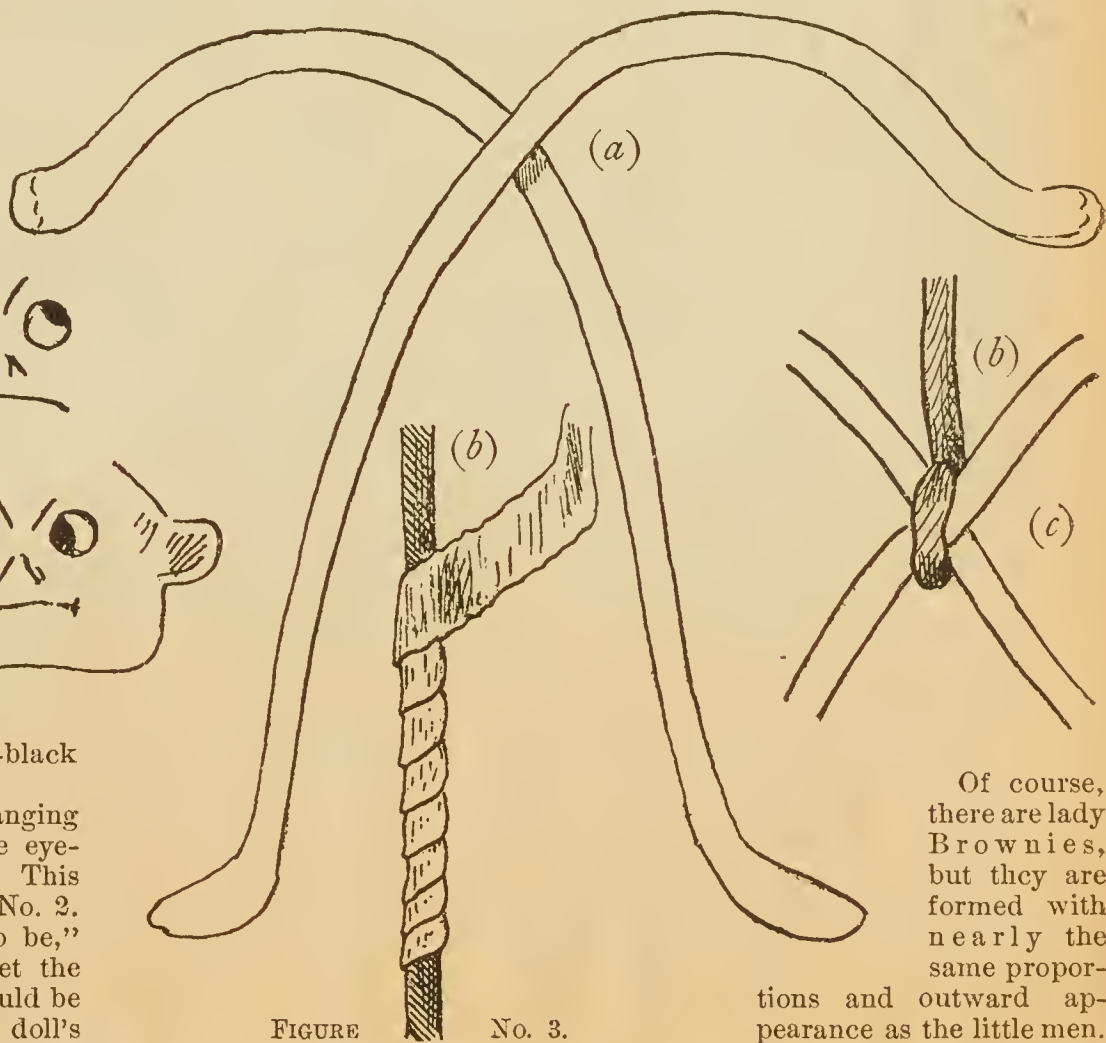 (a)
(b)
(b)
(c)
-black
anging
e eye-
This
No. 2.
o be,”
et the
ould be
doll's
FIGURE No. 3.
Of course,
there are lady
Brownies,
but they are
formed with
nearly the
same propor-
tions and outward ap-
pearance as the little men.